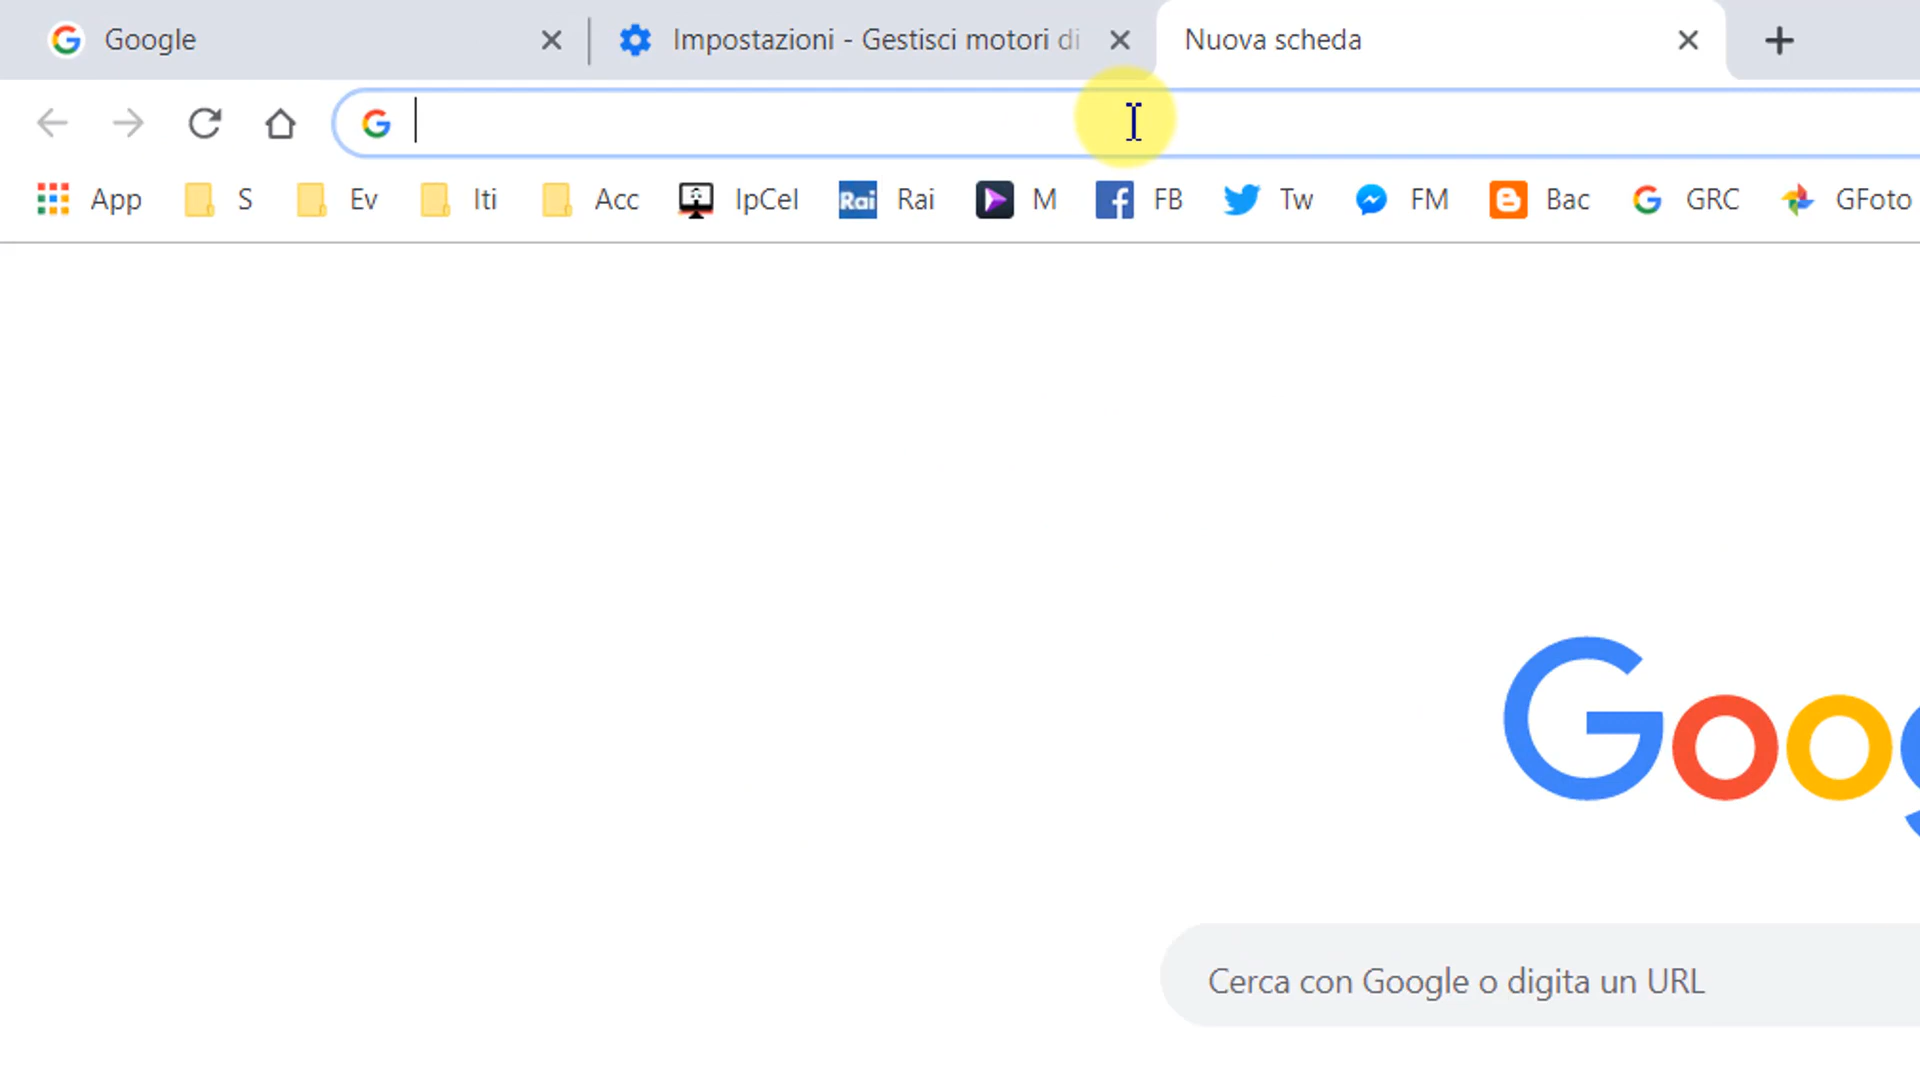 Google
Impostazioni - Gestisci motori di
Nuova scheda
App S Ev Iti Acc IpCel Rai Rai M FB Tw FM Bac GRC GFoto
Goog
Cerca con Google o digita un URL